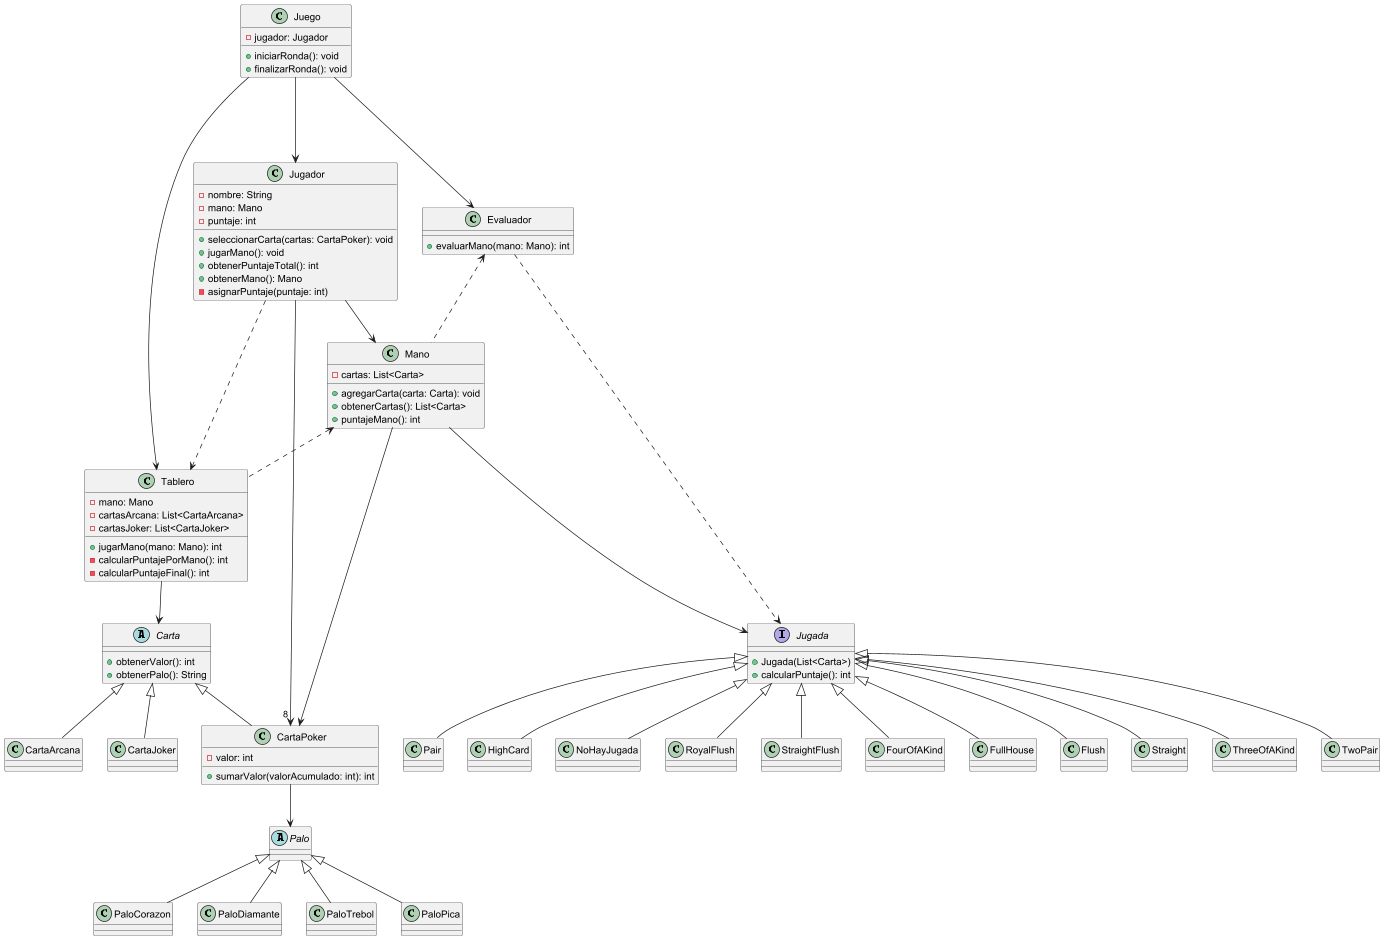 C Juego
jugador: Jugador
iniciarRonda(): void
finalizarRonda(): void
C Jugador
nombre: String
mano: Mano
puntaje: int
seleccionarCarta(cartas: CartaPoker): void
jugarMano(): void
obtenerPuntajeTotal(): int
obtenerMano(): Mano
asignarPuntaje(puntaje: int)
C Evaluador
evaluarMano(mano: Mano): int
C Mano
cartas: List<Carta>
agregarCarta(carta: Carta): void
obtenerCartas(): List<Carta>
puntajeMano(): int
C Tablero
mano: Mano
cartasArcana: List<CartaArcana>
cartasJoker: List<CartaJoker>
jugarMano(mano: Mano): int
calcularPuntajePorMano(): int
calcularPuntajeFinal(): int
A Carta
obtenerValor(): int
obtenerPalo(): String
I Jugada
Jugada(List<Carta>)
calcularPuntaje(): int
8
C CartaArcana
C CartaJoker
C CartaPoker
valor: int
sumarValor(valorAcumulado: int): int
C Pair
C HighCard
C NoHayJugada
C RoyalFlush
C StraightFlush
C FourOfAKind
C FullHouse
C Flush
C Straight
C ThreeOfAKind
C TwoPair
A Palo
C PaloCorazon
C PaloDiamante
C PaloTrebol
C PaloPica